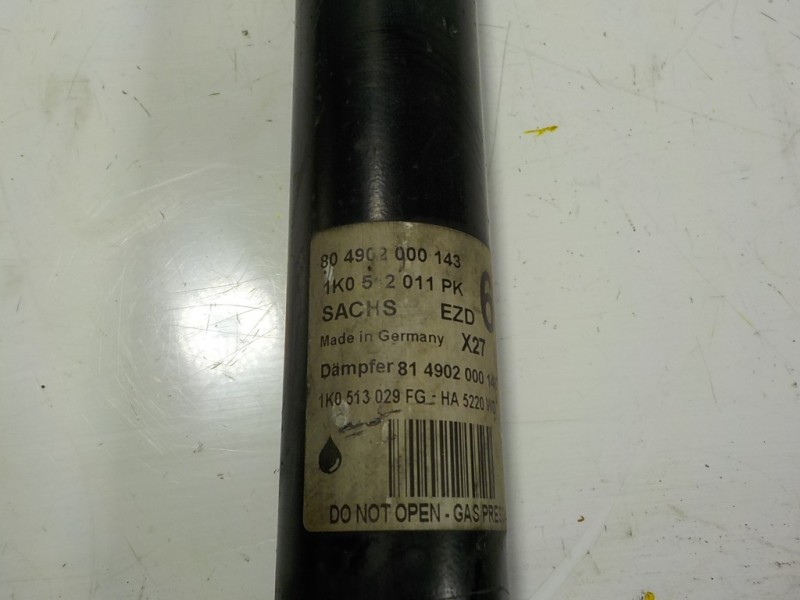 80 4902 000 143
1K0 5 2 011 PK
6
SACHS EZD
Made in Germany X27
Dämpfer 81 4902 000
1K0 513 029 FG - HA 5220
DO NOT OPEN - GAS